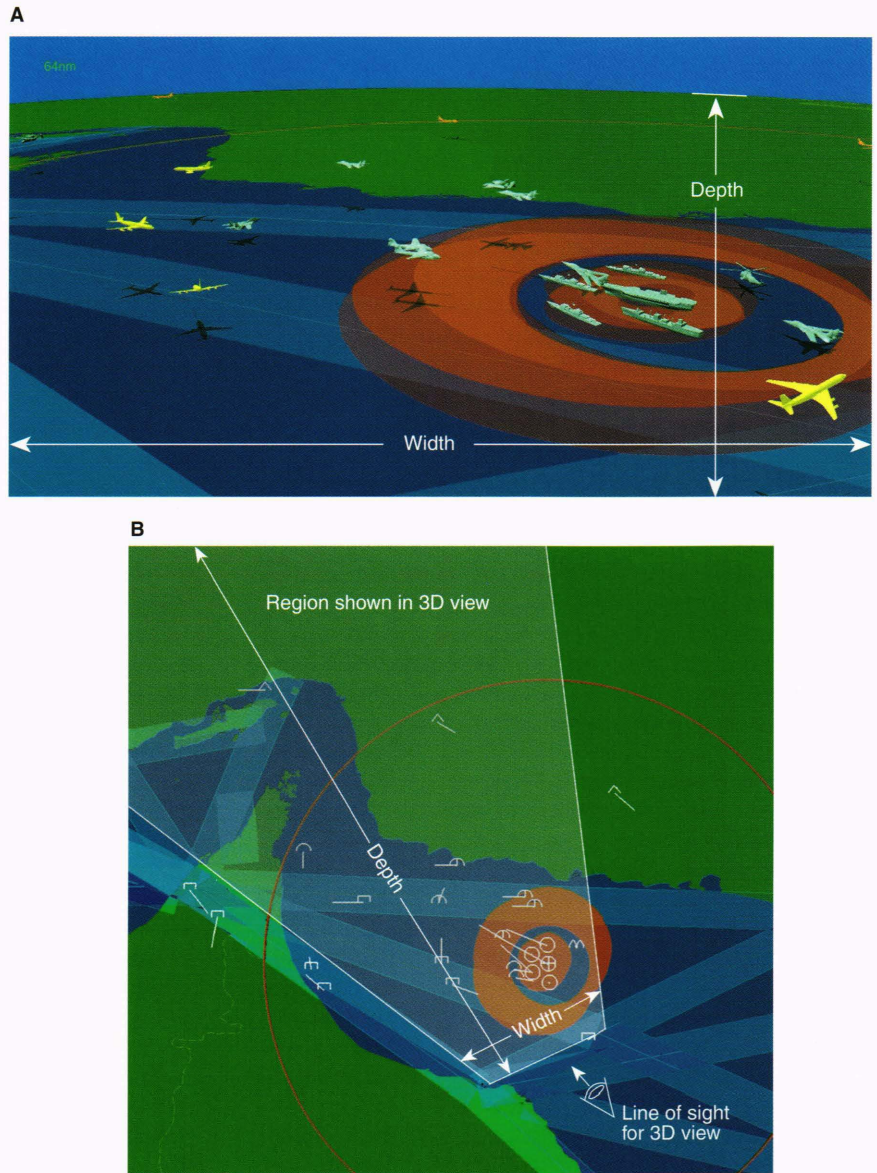 A
64nm
Depth
Width
B
Region shown in 3D view
Depth
Width
Line of sight
for 3D view